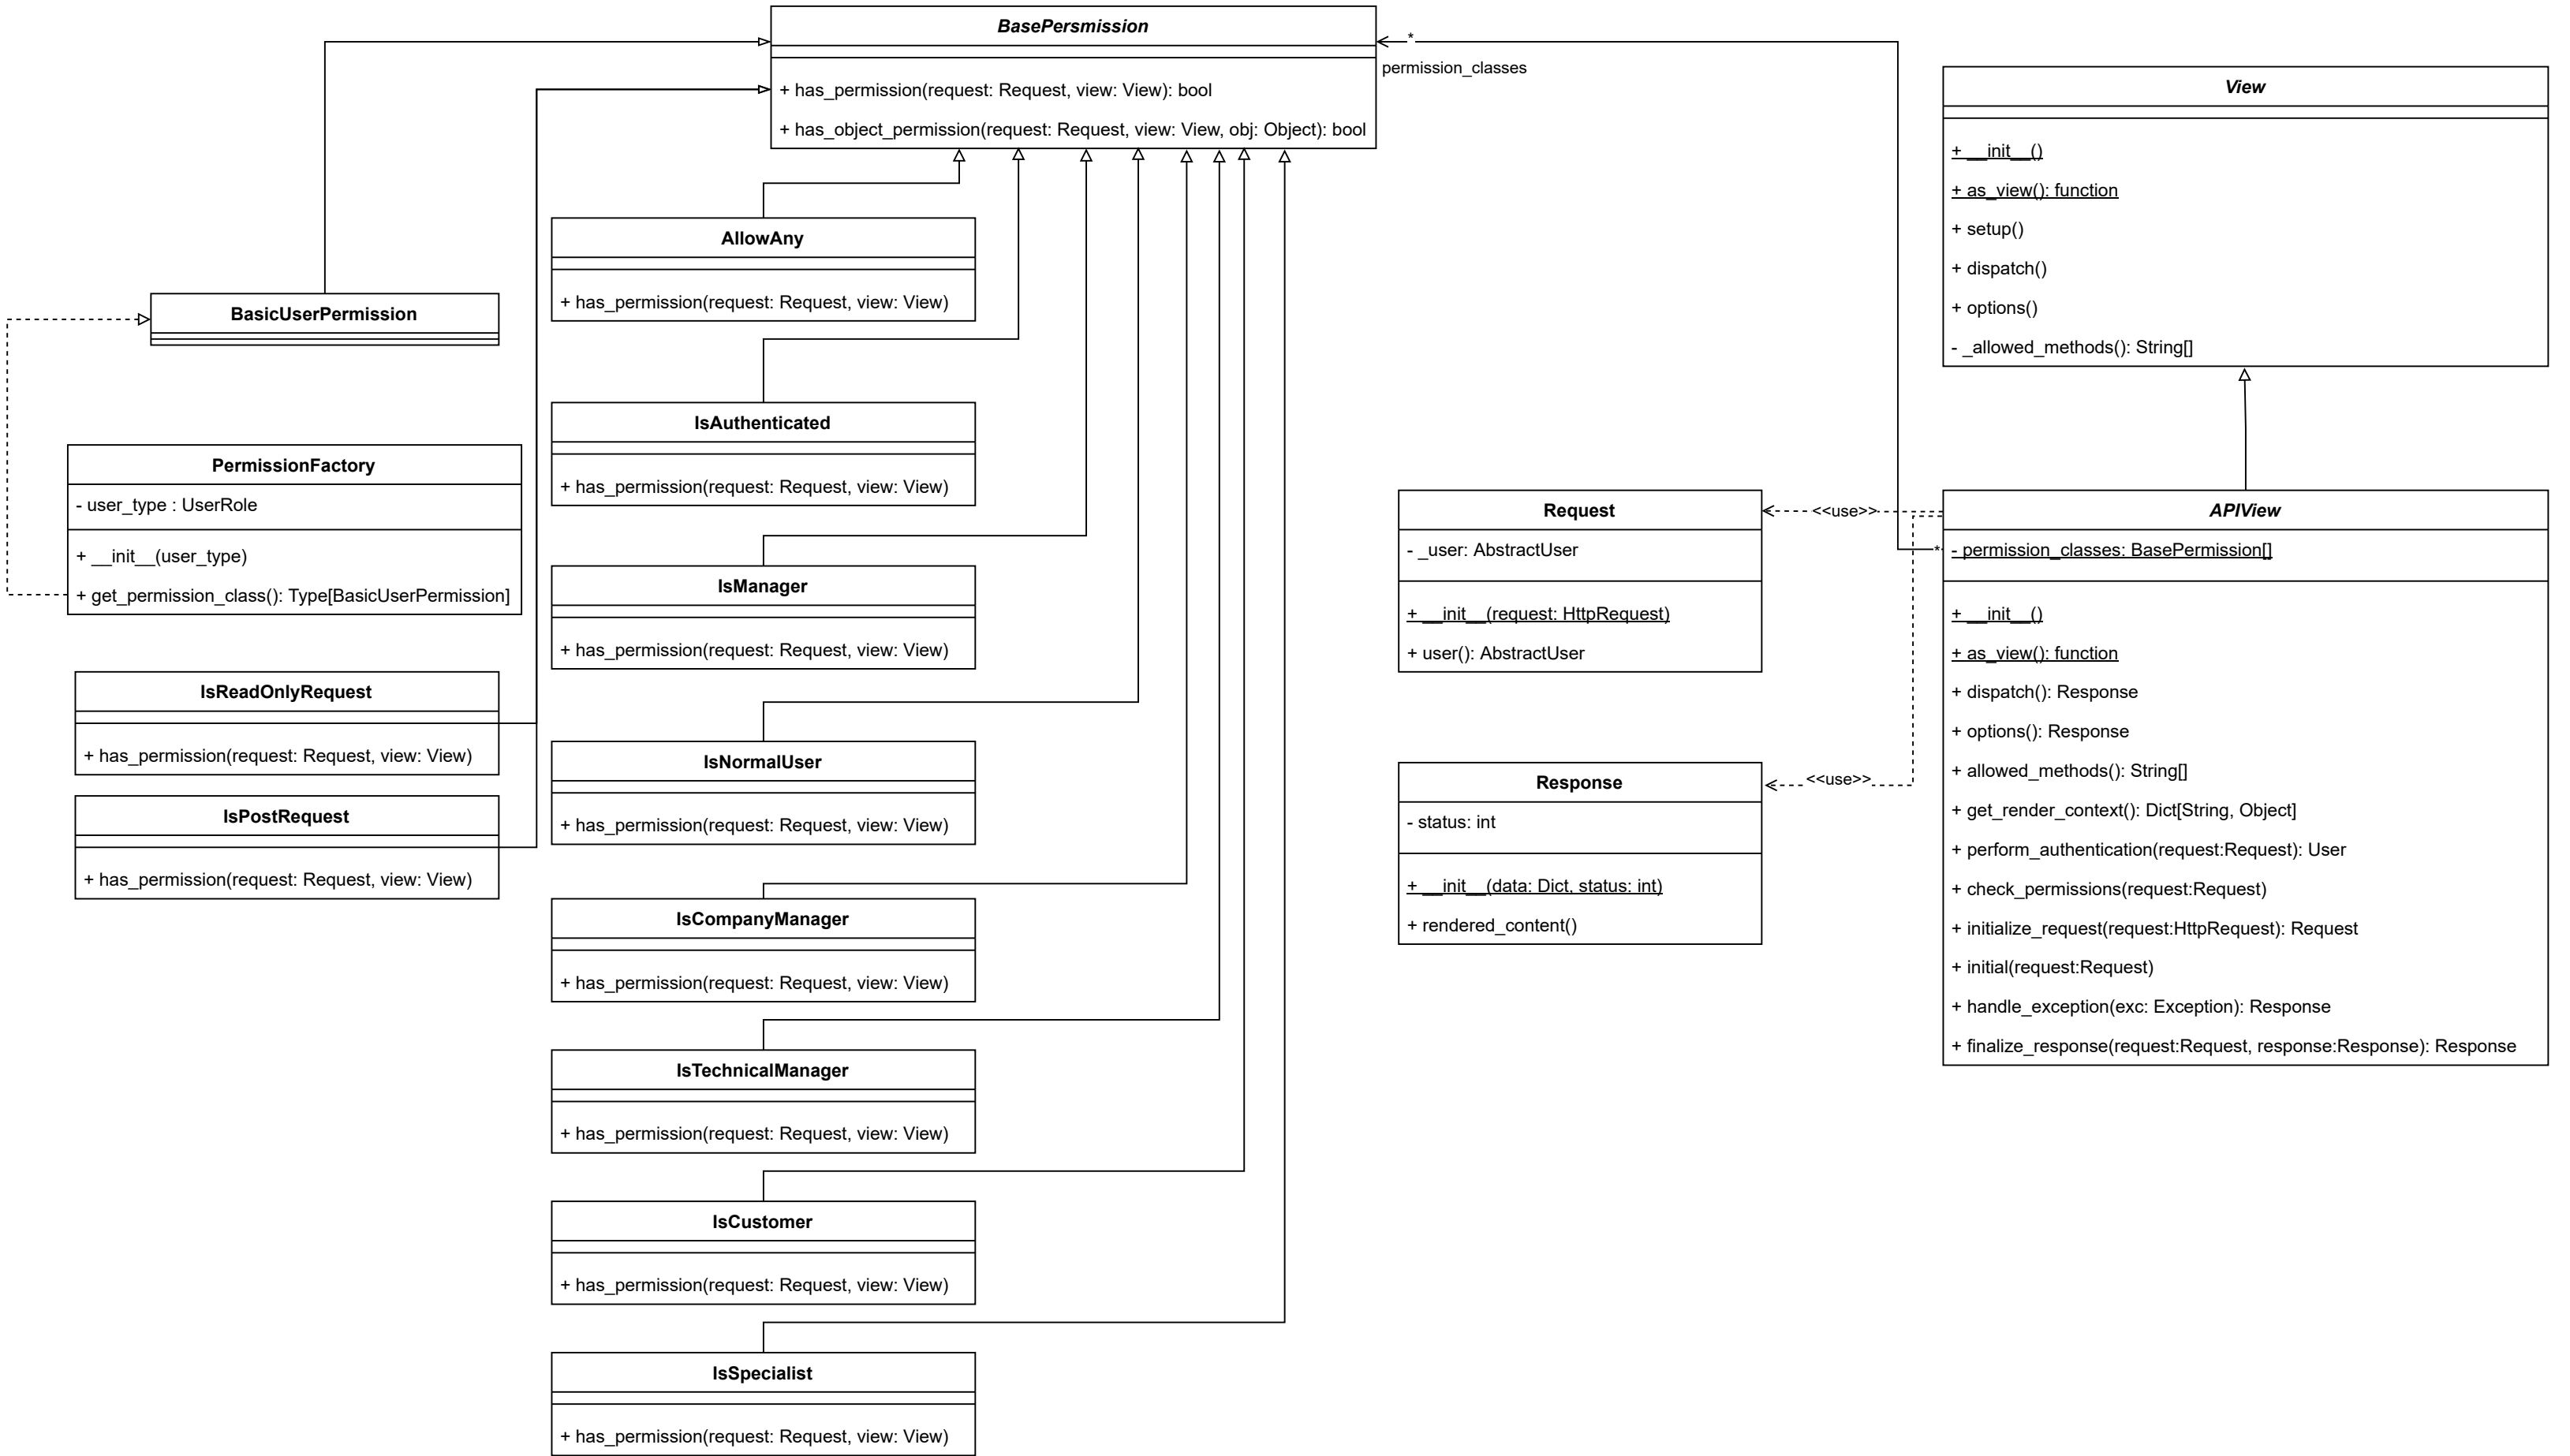 BasePersmission
+ has_permission(request: Request, view: View): bool
+ has_object_permission(request: Request, view: View, obj: Object): bool
*
permission_classes
View
+ __init__()
+ as_view(): function
+ setup()
+ dispatch()
+ options()
- _allowed_methods(): String[]
AllowAny
+ has_permission(request: Request, view: View)
BasicUserPermission
IsAuthenticated
+ has_permission(request: Request, view: View)
PermissionFactory
- user_type : UserRole
+ __init__(user_type)
+ get_permission_class(): Type[BasicUserPermission]
IsManager
+ has_permission(request: Request, view: View)
IsReadOnlyRequest
+ has_permission(request: Request, view: View)
IsPostRequest
+ has_permission(request: Request, view: View)
IsNormalUser
+ has_permission(request: Request, view: View)
IsCompanyManager
+ has_permission(request: Request, view: View)
IsTechnicalManager
+ has_permission(request: Request, view: View)
IsCustomer
+ has_permission(request: Request, view: View)
IsSpecialist
+ has_permission(request: Request, view: View)
Request
- _user: AbstractUser
+ __init__(request: HttpRequest)
+ user(): AbstractUser
<<use>>
Response
- status: int
+ __init__(data: Dict, status: int)
+ rendered_content()
<<use>>
*
APIView
- permission_classes: BasePermission[]
+ __init__()
+ as_view(): function
+ dispatch(): Response
+ options(): Response
+ allowed_methods(): String[]
+ get_render_context(): Dict[String, Object]
+ perform_authentication(request:Request): User
+ check_permissions(request:Request)
+ initialize_request(request:HttpRequest): Request
+ initial(request:Request)
+ handle_exception(exc: Exception): Response
+ finalize_response(request:Request, response:Response): Response